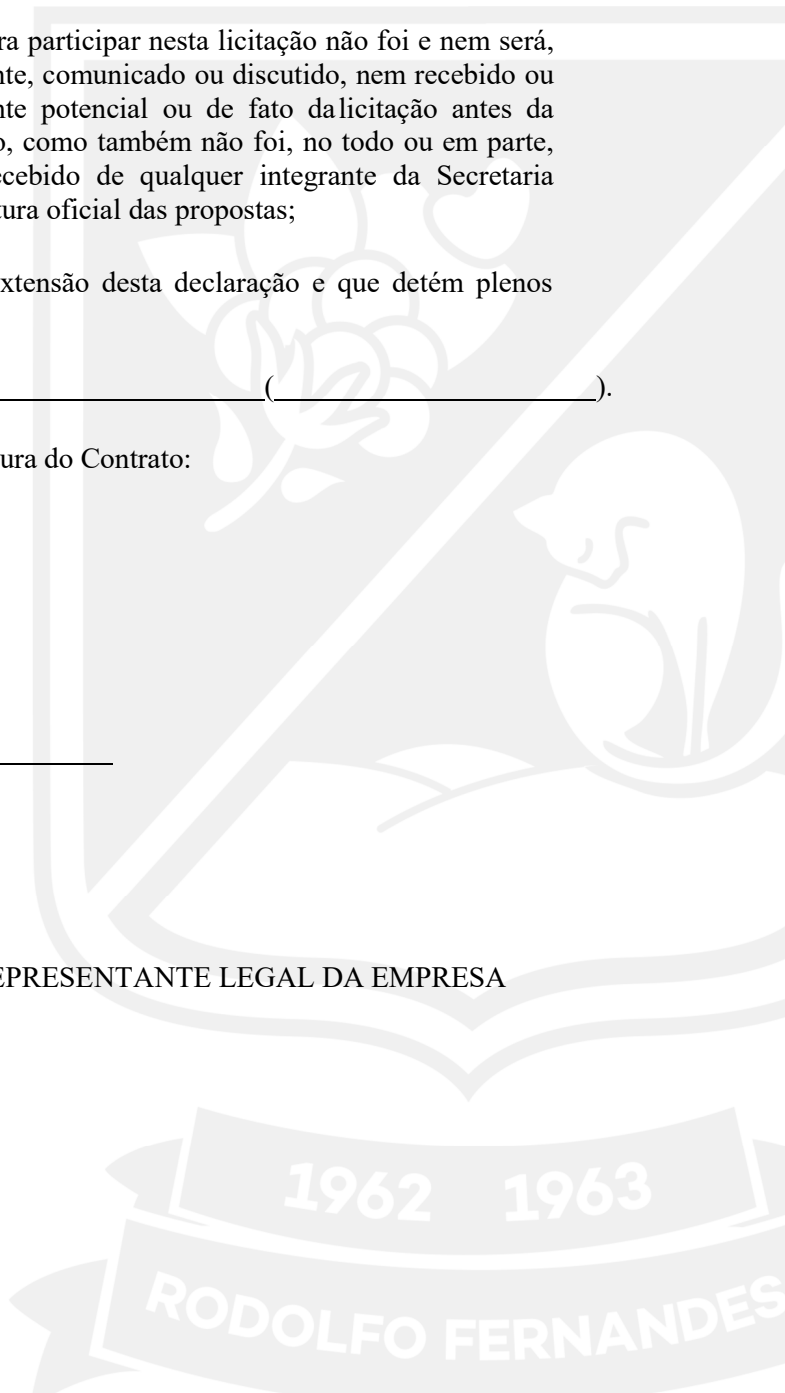 ra participar nesta licitação não foi e nem será,
nte, comunicado ou discutido, nem recebido ou
nte potencial ou de fato dalicitação antes da
o, como também não foi, no todo ou em parte,
ecebido de qualquer integrante da Secretaria
tura oficial das propostas;
xtensão desta declaração e que detém plenos
(                    ).
ura do Contrato:
EPRESENTANTE LEGAL DA EMPRESA
1962 1963
RODOLFO FERNANDES